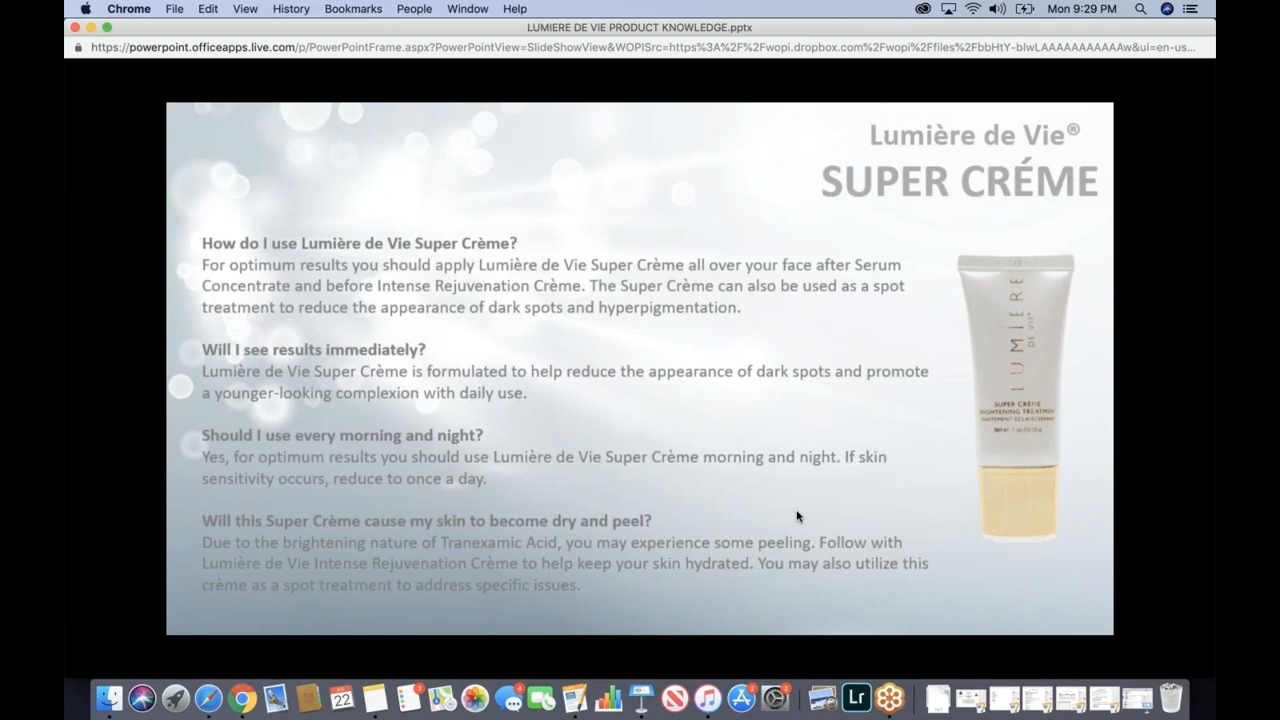 Chrome File Edit View History Bookmarks People Window Help Mon 9:29 PM
LUMIERE DE VIE PRODUCT KNOWLEDGE.pptx
https://powerpoint.officeapps.live.com/p/PowerPointFrame.aspx?PowerPointView=SlideShowView&WOPISrc=https%3A%2F%2Fwopi.dropbox.com%2Fwopi%2Ffiles%2FbbHtY-bIwLAAAAAAAAAAAw&ui=en-us...
Lumière de Vie®
SUPER CRÉME
How do I use Lumière de Vie Super Crème?
For optimum results you should apply Lumière de Vie Super Crème all over your face after Serum
Concentrate and before Intense Rejuvenation Crème. The Super Crème can also be used as a spot
treatment to reduce the appearance of dark spots and hyperpigmentation.
Will I see results immediately?
Lumière de Vie Super Crème is formulated to help reduce the appearance of dark spots and promote
a younger-looking complexion with daily use.
Should I use every morning and night?
Yes, for optimum results you should use Lumière de Vie Super Crème morning and night. If skin
sensitivity occurs, reduce to once a day.
Will this Super Crème cause my skin to become dry and peel?
Due to the brightening nature of Tranexamic Acid, you may experience some peeling. Follow with
Lumière de Vie Intense Rejuvenation Crème to help keep your skin hydrated. You may also utilize this
crème as a spot treatment to address specific issues.
LUMIERE
DE VIE
SUPER CRÈME
BRIGHTENING TREATMENT
22
Lr